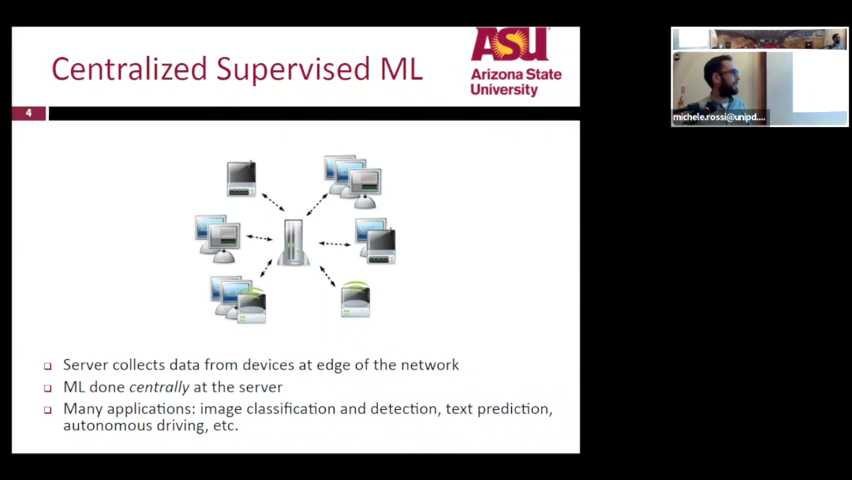 Centralized Supervised ML
ASU
Arizona State
University
4
michele.rossi@unipd....
Server collects data from devices at edge of the network
ML done centrally at the server
Many applications: image classification and detection, text prediction,
autonomous driving, etc.